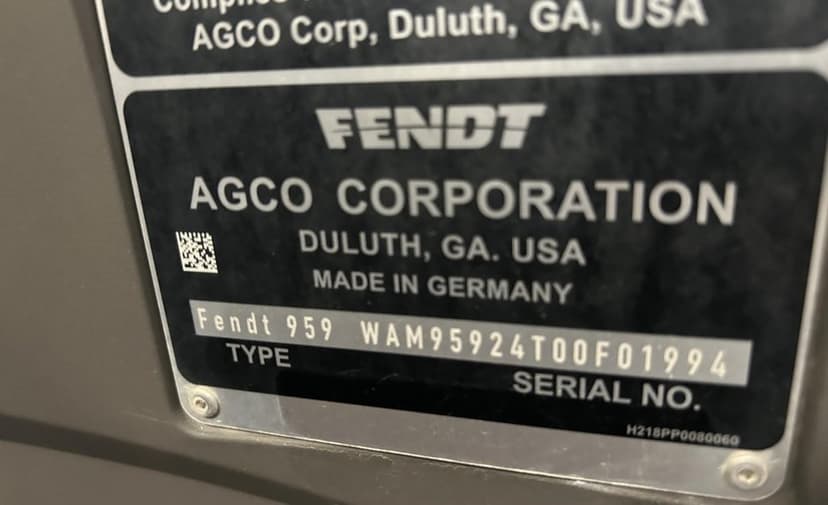 AGCO Corp, Duluth, GA, USA
FENDT
AGCO CORPORATION
DULUTH, GA. USA
MADE IN GERMANY
Fendt 959 WAM95924T00F01994
TYPE SERIAL NO.
H218PP0080060